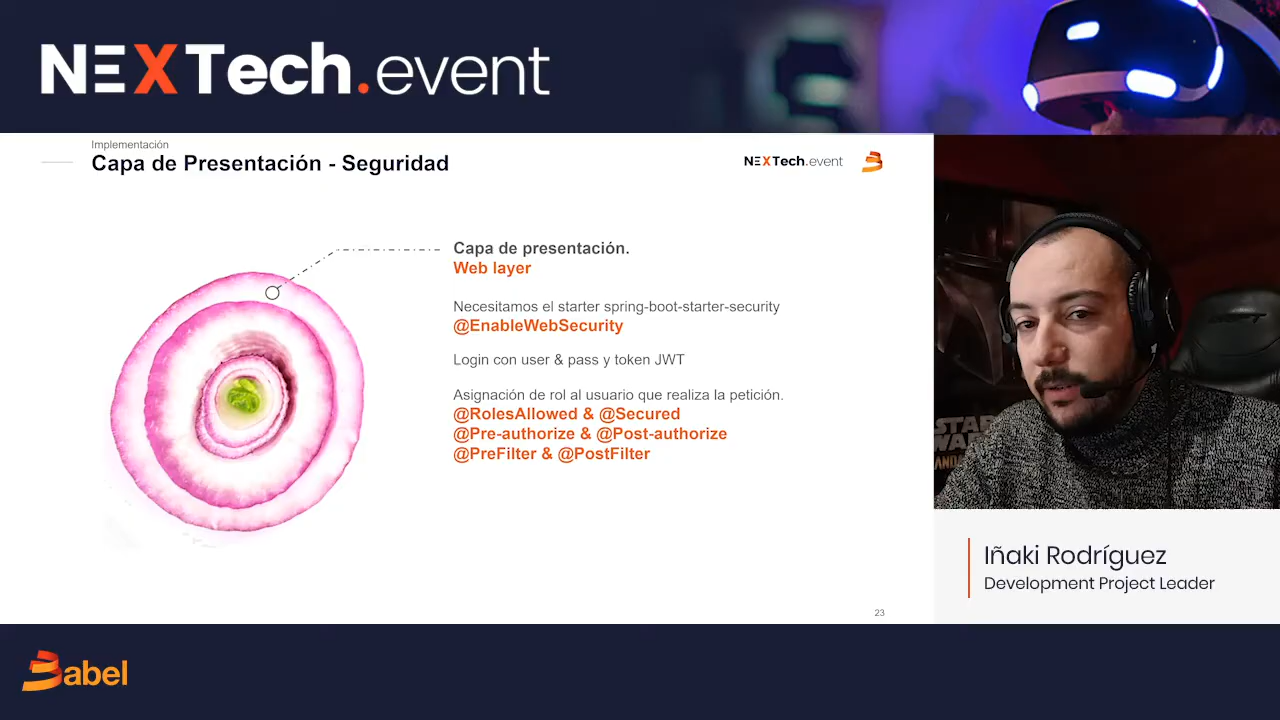 NEXTech.event
Implementación
Capa de Presentación - Seguridad
NEXTech.event
Capa de presentación.
Web layer
Necesitamos el starter spring-boot-starter-security
@EnableWebSecurity
Login con user & pass y token JWT
Asignación de rol al usuario que realiza la petición.
@RolesAllowed & @Secured
@Pre-authorize & @Post-authorize
@PreFilter & @PostFilter
23
STAR
WARS
Iñaki Rodríguez
Development Project Leader
Babel